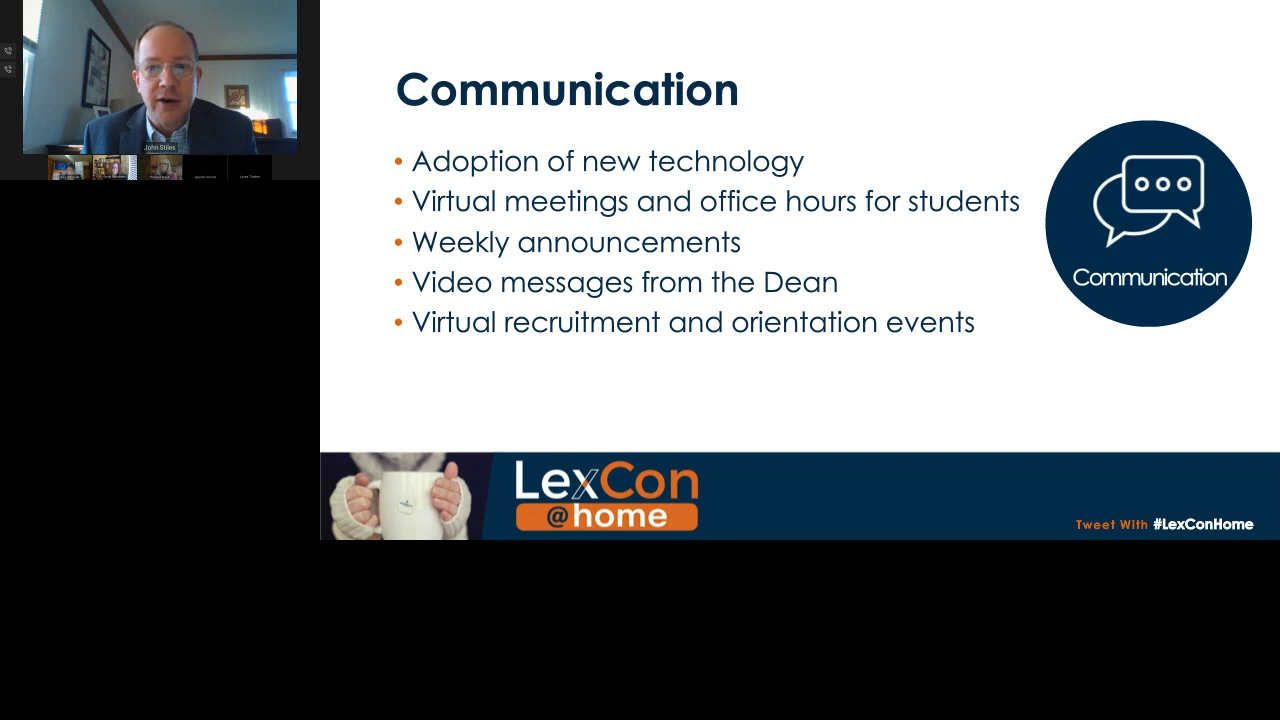 John Stiles
Communication
• Adoption of new technology
• Virtual meetings and office hours for students
• Weekly announcements
• Video messages from the Dean
• Virtual recruitment and orientation events
Communication
LexCon
@home
Tweet With #LexConHome